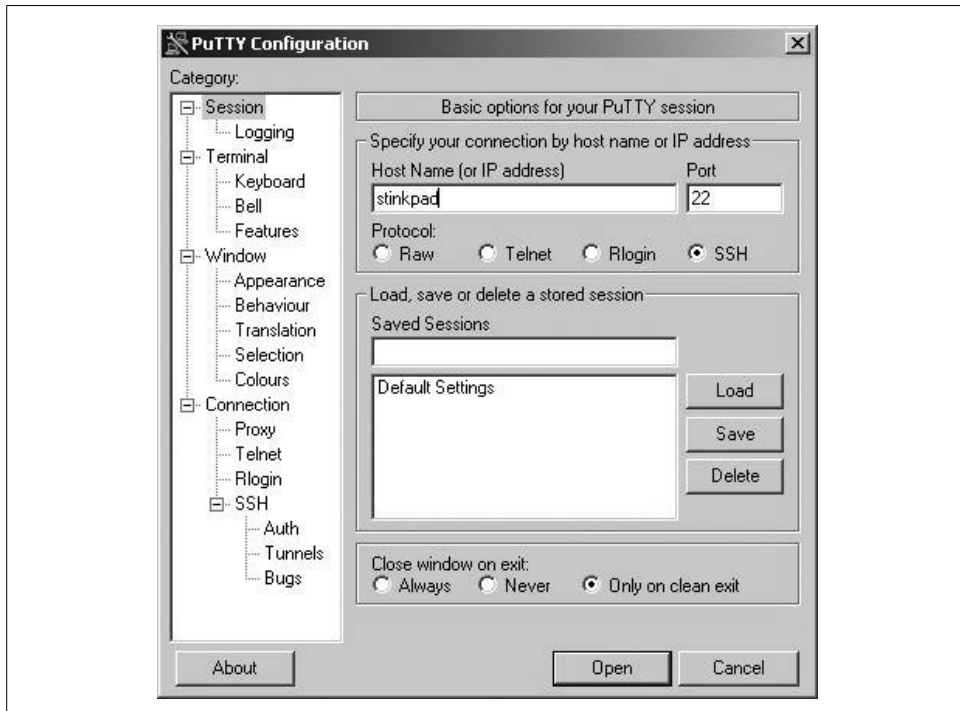 PuTTY Configuration
Category:
Session
Logging
Terminal
Keyboard
Bell
Features
Window
Appearance
Behaviour
Translation
Selection
Colours
Connection
Proxy
Telnet
Rlogin
SSH
Auth
Tunnels
Bugs
Basic options for your PuTTY session
Specify your connection by host name or IP address
Host Name (or IP address) Port
stinkpad 22
Protocol:
Raw Telnet Rlogin SSH
Load, save or delete a stored session
Saved Sessions
Default Settings
Load
Save
Delete
Close window on exit:
Always Never Only on clean exit
About Open Cancel